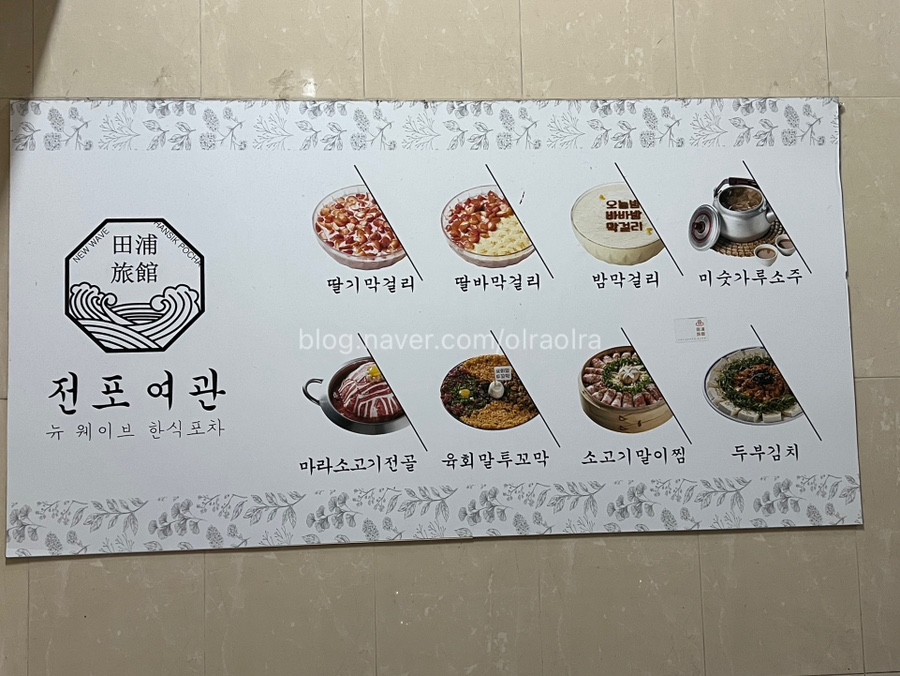 NEW WAVE HANSIK POCHA
田浦
旅館
전포여관
뉴 웨이브 한식포차
오늘밤
바바밤
막걸리
딸기막걸리
딸바막걸리
밤막걸리
미숫가루소주
blog.naver.com/olraolra
마라소고기전골
육회말투꼬막
소고기말이찜
두부김치